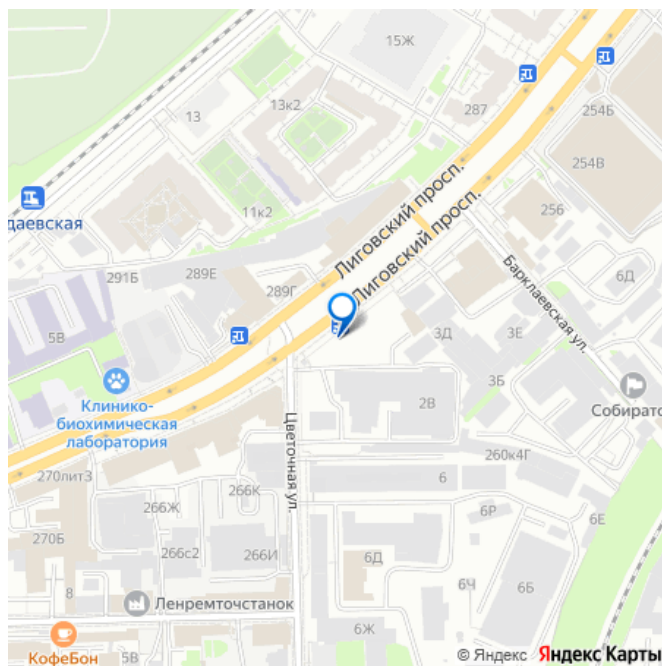 15Ж
13к2
13
287
254Б
254В
256
11к2
даевская
Лиговский просп.
Лиговский просп.
291Б
289Е
289Г
Барклаевская ул.
6Д
5В
3Д
3Е
3Б
Клинико-
биохимическая
лаборатория
2В
Собирато
Цветочная ул.
270лит3
266К
260к4Г
6
266Ж
6Р
6Е
270Б
266с2
266И
6Д
6Ч
6Б
8
Ленремточстанок
6Ж
КофеБон
5В
© Яндекс Яндекс Карты